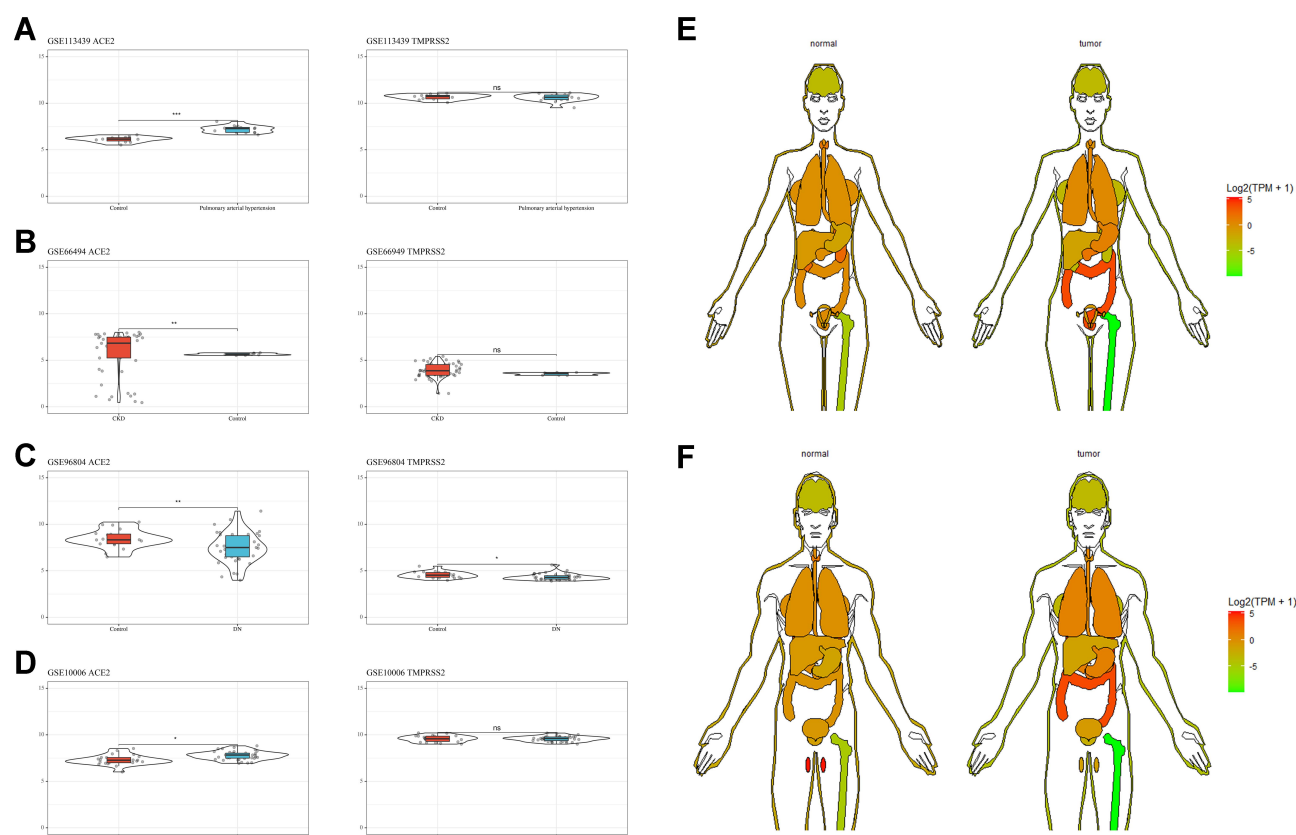 A
GSE113439 ACE2
15
10
5
0
***
Control
Pulmonary arterial hypertension
GSE113439 TMPRSS2
15
10
5
0
ns
Control
Pulmonary arterial hypertension
B
GSE66494 ACE2
15
10
5
0
**
CKD
Control
GSE66949 TMPRSS2
15
10
5
0
ns
CKD
Control
C
GSE96804 ACE2
15
10
5
0
**
Control
DN
GSE96804 TMPRSS2
15
10
5
0
*
Control
DN
D
GSE10006 ACE2
15
10
5
0
*
GSE10006 TMPRSS2
15
10
5
0
ns
E
normal
tumor
Log2(TPM + 1)
5
0
-5
F
normal
tumor
Log2(TPM + 1)
5
0
-5